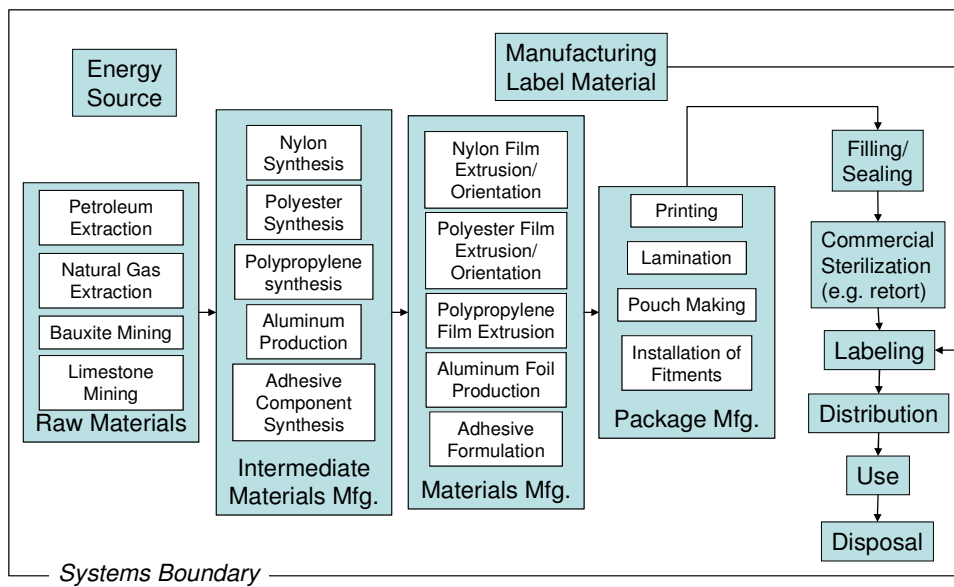 Energy
Source
Manufacturing
Label Material
Petroleum
Extraction
Natural Gas
Extraction
Bauxite Mining
Limestone
Mining
Raw Materials
Nylon
Synthesis
Polyester
Synthesis
Polypropylene
synthesis
Aluminum
Production
Adhesive
Component
Synthesis
Intermediate
Materials Mfg.
Nylon Film
Extrusion/
Orientation
Polyester Film
Extrusion/
Orientation
Polypropylene
Film Extrusion
Aluminum Foil
Production
Adhesive
Formulation
Materials Mfg.
Printing
Lamination
Pouch Making
Installation of
Fitments
Package Mfg.
Filling/
Sealing
Commercial
Sterilization
(e.g. retort)
Labeling
Distribution
Use
Disposal
Systems Boundary